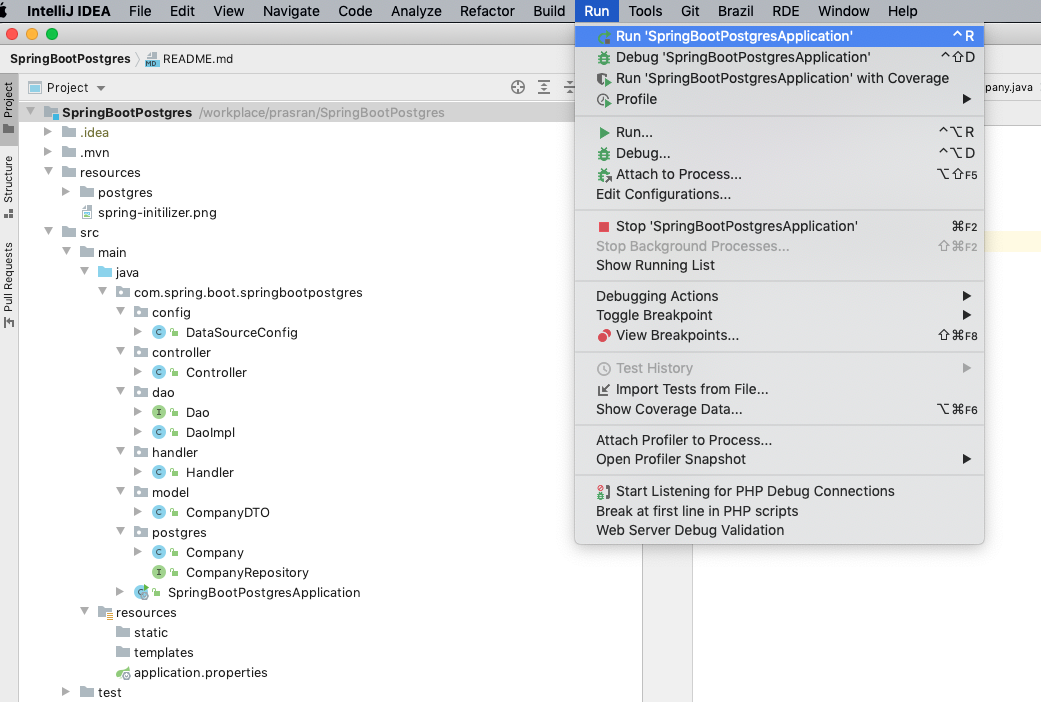 IntelliJ IDEA File Edit View Navigate Code Analyze Refactor Build Run Tools Git Brazil RDE Window Help
SpringBootPostgres README.md
Project
Project
Structure
Pull Requests
SpringBootPostgres /workplace/prasran/SpringBootPostgres
.idea
.mvn
resources
postgres
spring-initilizer.png
src
main
java
com.spring.boot.springbootpostgres
config
DataSourceConfig
controller
Controller
dao
Dao
DaoImpl
handler
Handler
model
CompanyDTO
postgres
Company
CompanyRepository
SpringBootPostgresApplication
resources
static
templates
application.properties
test
Run 'SpringBootPostgresApplication' ^R
Debug 'SpringBootPostgresApplication' ^⇧D
Run 'SpringBootPostgresApplication' with Coverage
Profile
Run... ^⌥R
Debug... ^⌥D
Attach to Process... ⌥⇧F5
Edit Configurations...
Stop 'SpringBootPostgresApplication' ⌘F2
Stop Background Processes... ⇧⌘F2
Show Running List
Debugging Actions
Toggle Breakpoint
View Breakpoints... ⇧⌘F8
Test History
Import Tests from File...
Show Coverage Data... ⌥⌘F6
Attach Profiler to Process...
Open Profiler Snapshot
Start Listening for PHP Debug Connections
Break at first line in PHP scripts
Web Server Debug Validation
pany.java